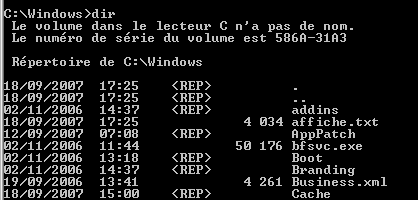 C:\Windows>dir
Le volume dans le lecteur C n'a pas de nom.
Le numéro de série du volume est 586A-31A3
Répertoire de C:\Windows
18/09/2007 17:25 <REP> .
18/09/2007 17:25 <REP> ..
02/11/2006 14:37 <REP> addins
18/09/2007 17:25 4 034 affiche.txt
12/09/2007 07:08 <REP> AppPatch
02/11/2006 11:44 50 176 bfsvc.exe
02/11/2006 13:18 <REP> Boot
02/11/2006 14:37 <REP> Branding
19/09/2006 13:41 4 261 Business.xml
18/09/2007 15:00 <REP> Cache